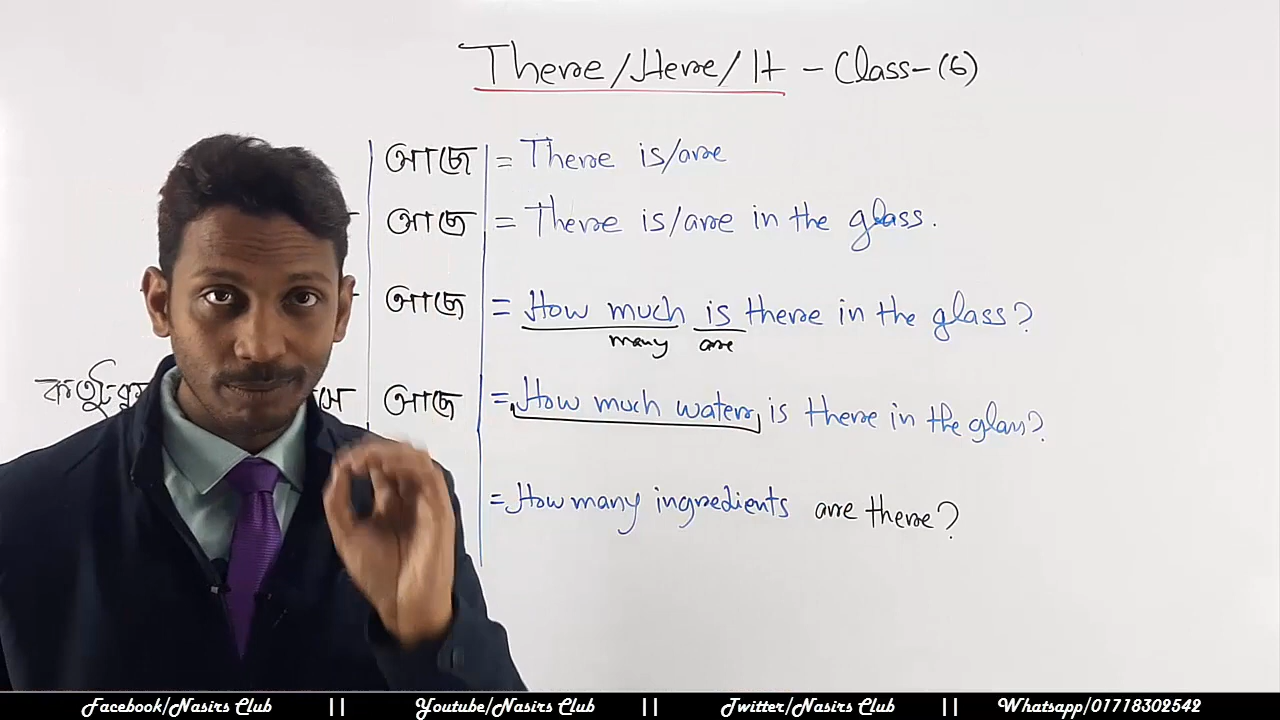 There/Here/It - Class-(6)
আছে = There is/are
আছে = There is/are in the glass.
আছে = How much is there in the glass?
many are
আছে = How much water is there in the glass?
= How many ingredients are there?
Facebook/Nasirs Club || Youtube/Nasirs Club || Twitter/Nasirs Club || Whatsapp/01718302542